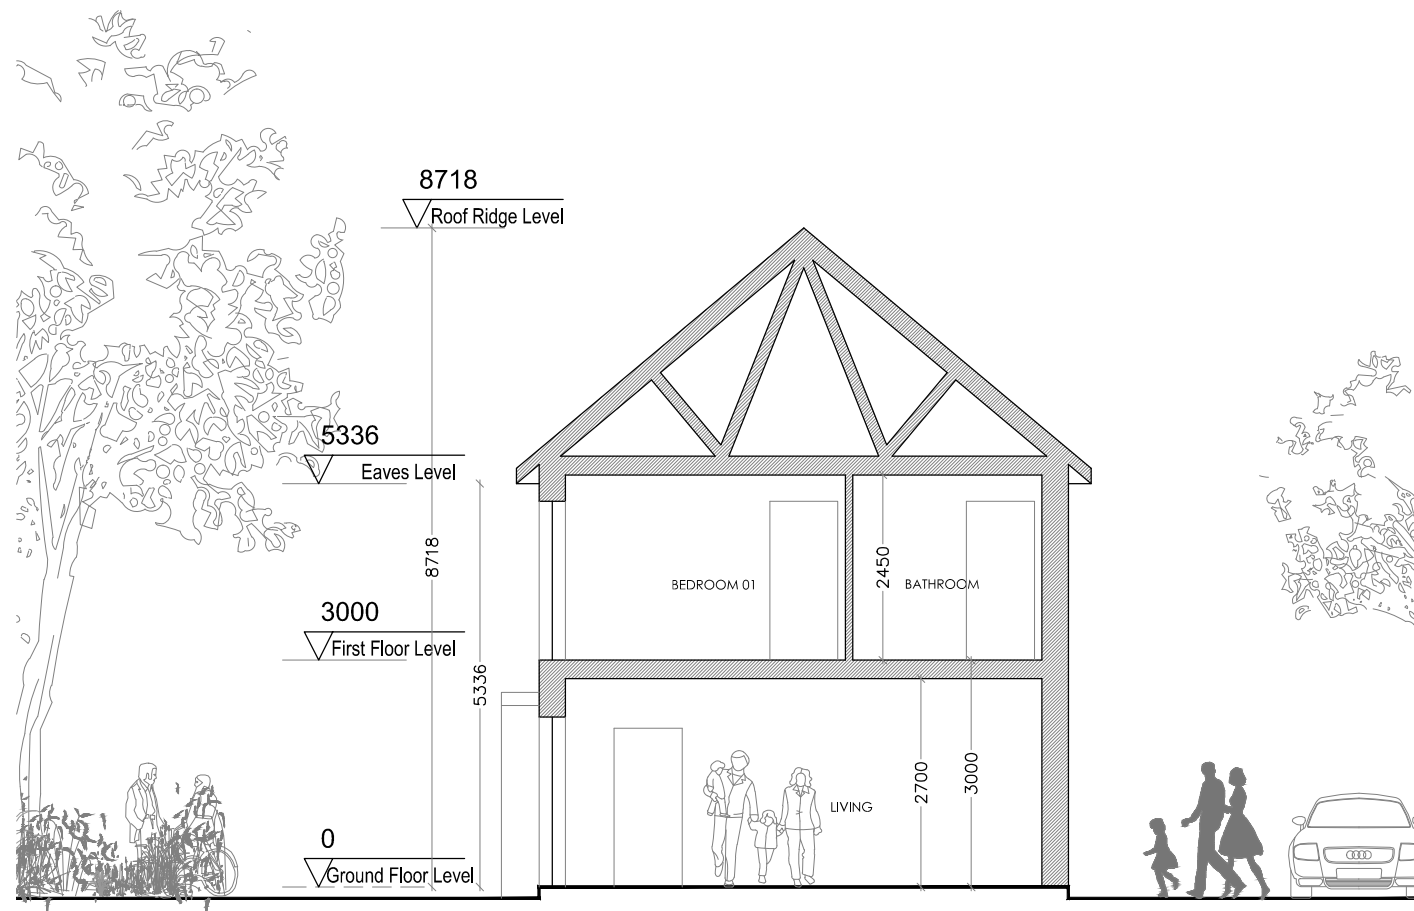 8718
Roof Ridge Level
5336
Eaves Level
8718
2450
BEDROOM 01
BATHROOM
3000
First Floor Level
5336
2700
3000
LIVING
0
Ground Floor Level